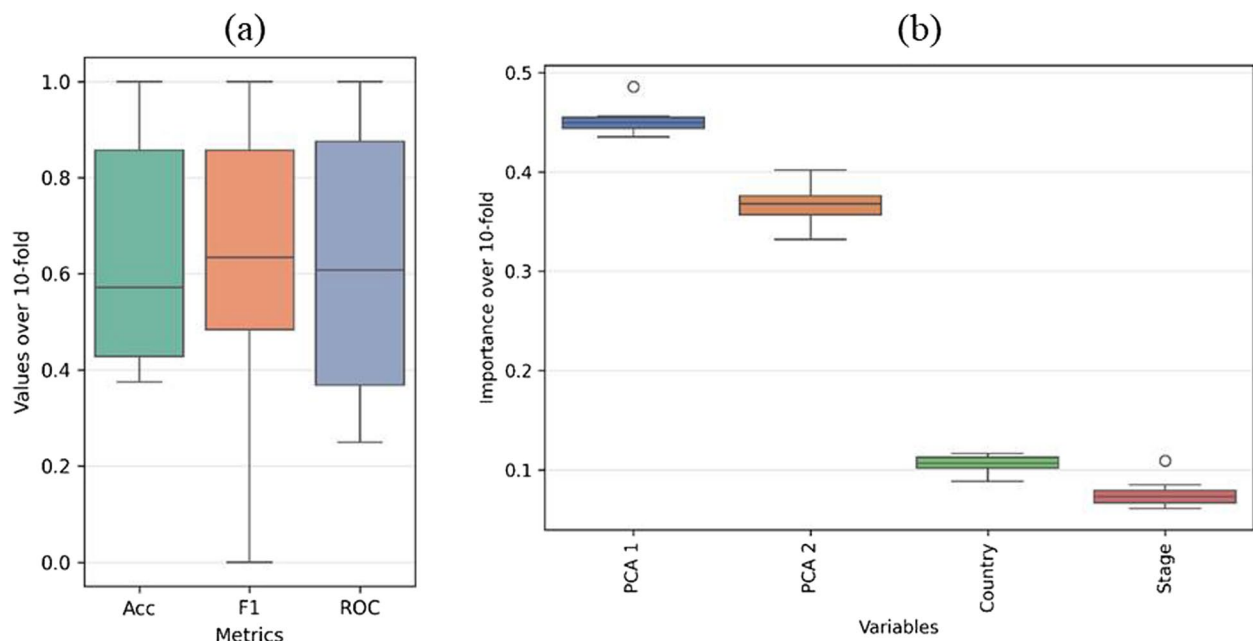 (a)
Values over 10-fold
1.0
0.8
0.6
0.4
0.2
0.0
Acc F1 ROC
Metrics
(b)
Importance over 10-fold
0.5
0.4
0.3
0.2
0.1
PCA 1
PCA 2
Country
Stage
Variables